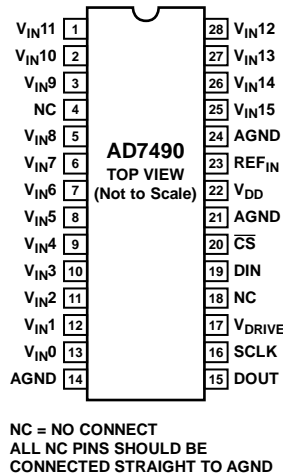 VIN11 1 28 VIN12
VIN10 2 27 VIN13
VIN9 3 26 VIN14
NC 4 25 VIN15
VIN8 5 24 AGND
VIN7 6 23 REFIN
VIN6 7 22 VDD
VIN5 8 21 AGND
VIN4 9 20 CS
VIN3 10 19 DIN
VIN2 11 18 NC
VIN1 12 17 VDRIVE
VIN0 13 16 SCLK
AGND 14 15 DOUT
AD7490
TOP VIEW
(Not to Scale)
NC = NO CONNECT
ALL NC PINS SHOULD BE
CONNECTED STRAIGHT TO AGND